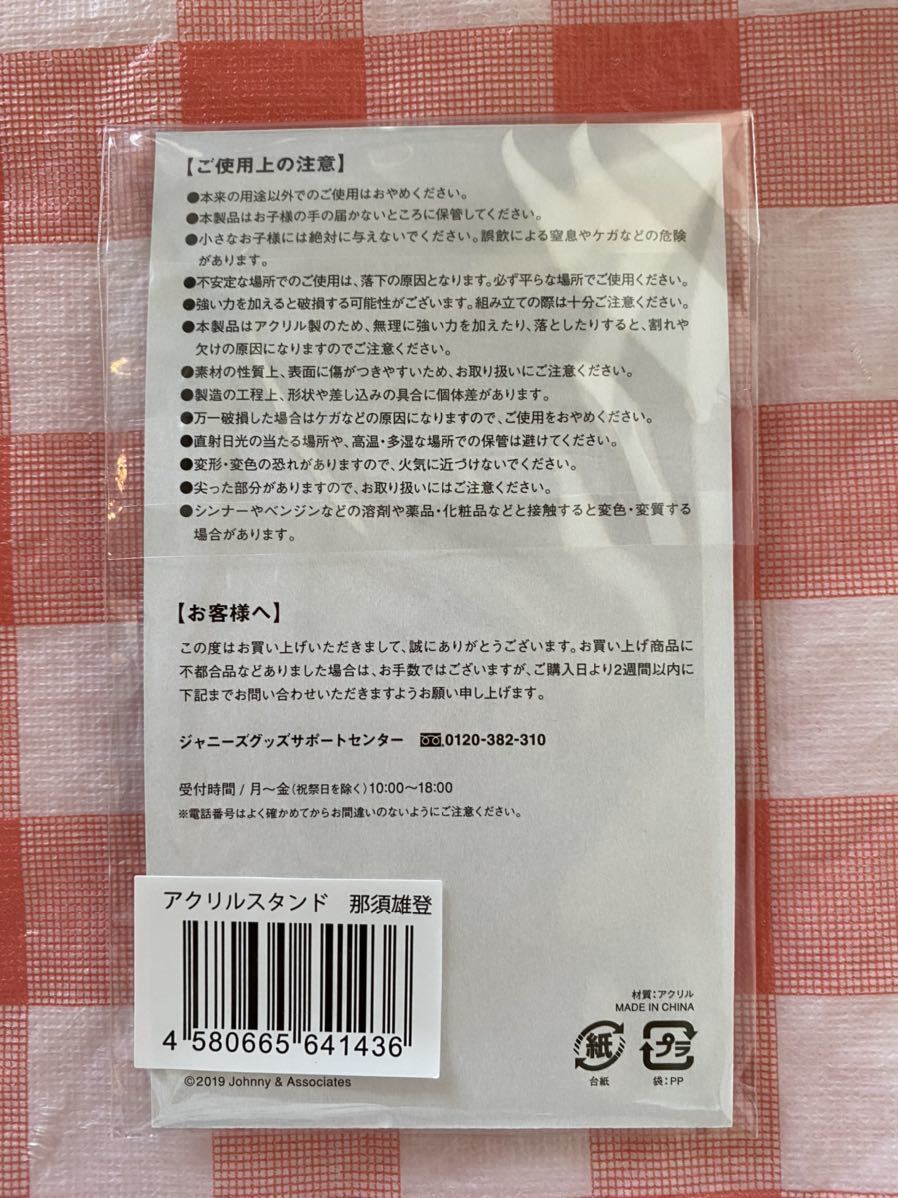 【ご使用上の注意】
●本来の用途以外でのご使用はおやめください。
●本製品はお子様の手の届かないところに保管してください。
●小さなお子様には絶対に与えないでください。誤飲による窒息やケガなどの危険
があります。
●不安定な場所でのご使用は、落下の原因となります。必ず平らな場所でご使用ください。
●強い力を加えると破損する可能性がございます。組み立ての際は十分ご注意ください。
●本製品はアクリル製のため、無理に強い力を加えたり、落としたりすると、割れや
欠けの原因になりますのでご注意ください。
●素材の性質上、表面に傷がつきやすいため、お取り扱いにご注意ください。
●製造の工程上、形状や差し込みの具合に個体差があります。
●万一破損した場合はケガなどの原因になりますので、ご使用をおやめください。
●直射日光の当たる場所や、高温・多湿な場所での保管は避けてください。
●変形・変色の恐れがありますので、火気に近づけないでください。
●尖った部分がありますので、お取り扱いにはご注意ください。
●シンナーやベンジンなどの溶剤や薬品・化粧品などと接触すると変色・変質する
場合があります。
【お客様へ】
この度はお買い上げいただきまして、誠にありがとうございます。お買い上げ商品に
不都合品などありました場合は、お手数ではございますが、ご購入日より2週間以内に
下記までお問い合わせいただきますようお願い申し上げます。
ジャニーズグッズサポートセンター 0120-382-310
受付時間 / 月〜金(祝祭日を除く)10:00〜18:00
※電話番号はよく確かめてからお間違いのないようにご注意ください。
アクリルスタンド 那須雄登
4 580665 641436
©2019 Johnny & Associates
材質:アクリル
MADE IN CHINA
紙
台紙
プラ
袋:PP